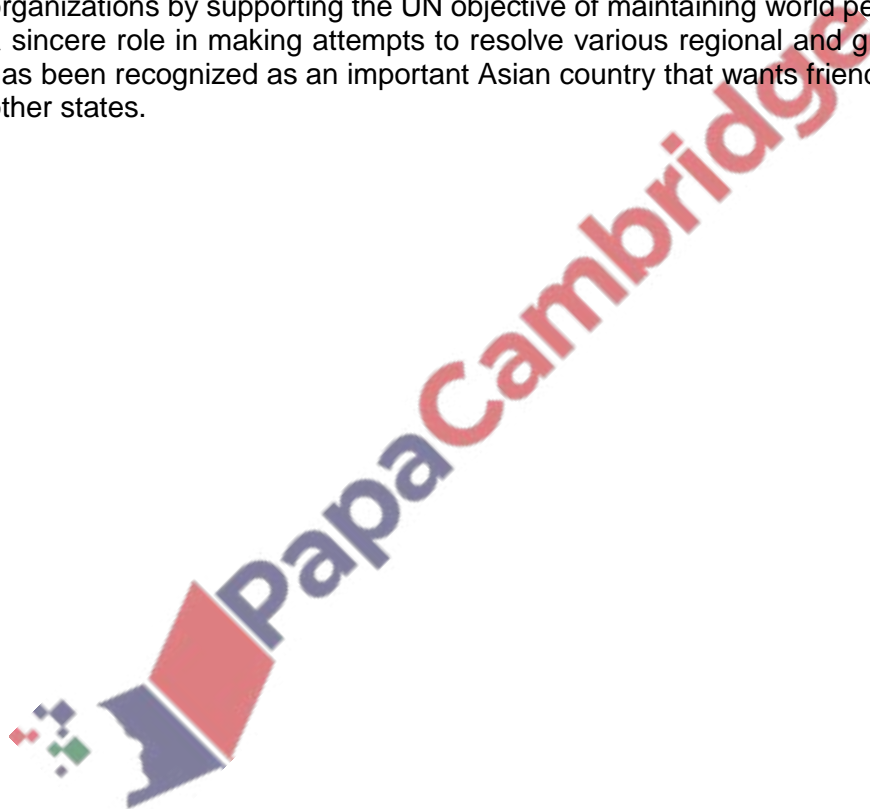 organizations by supporting the UN objective of maintaining world pe
sincere role in making attempts to resolve various regional and g
as been recognized as an important Asian country that wants frien
other states.
PapaCambridge